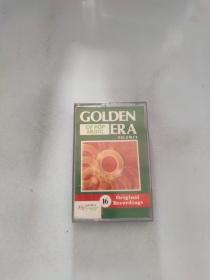 GOLDEN
OF POP
MUSIC
ERA
16
Original
Recordings